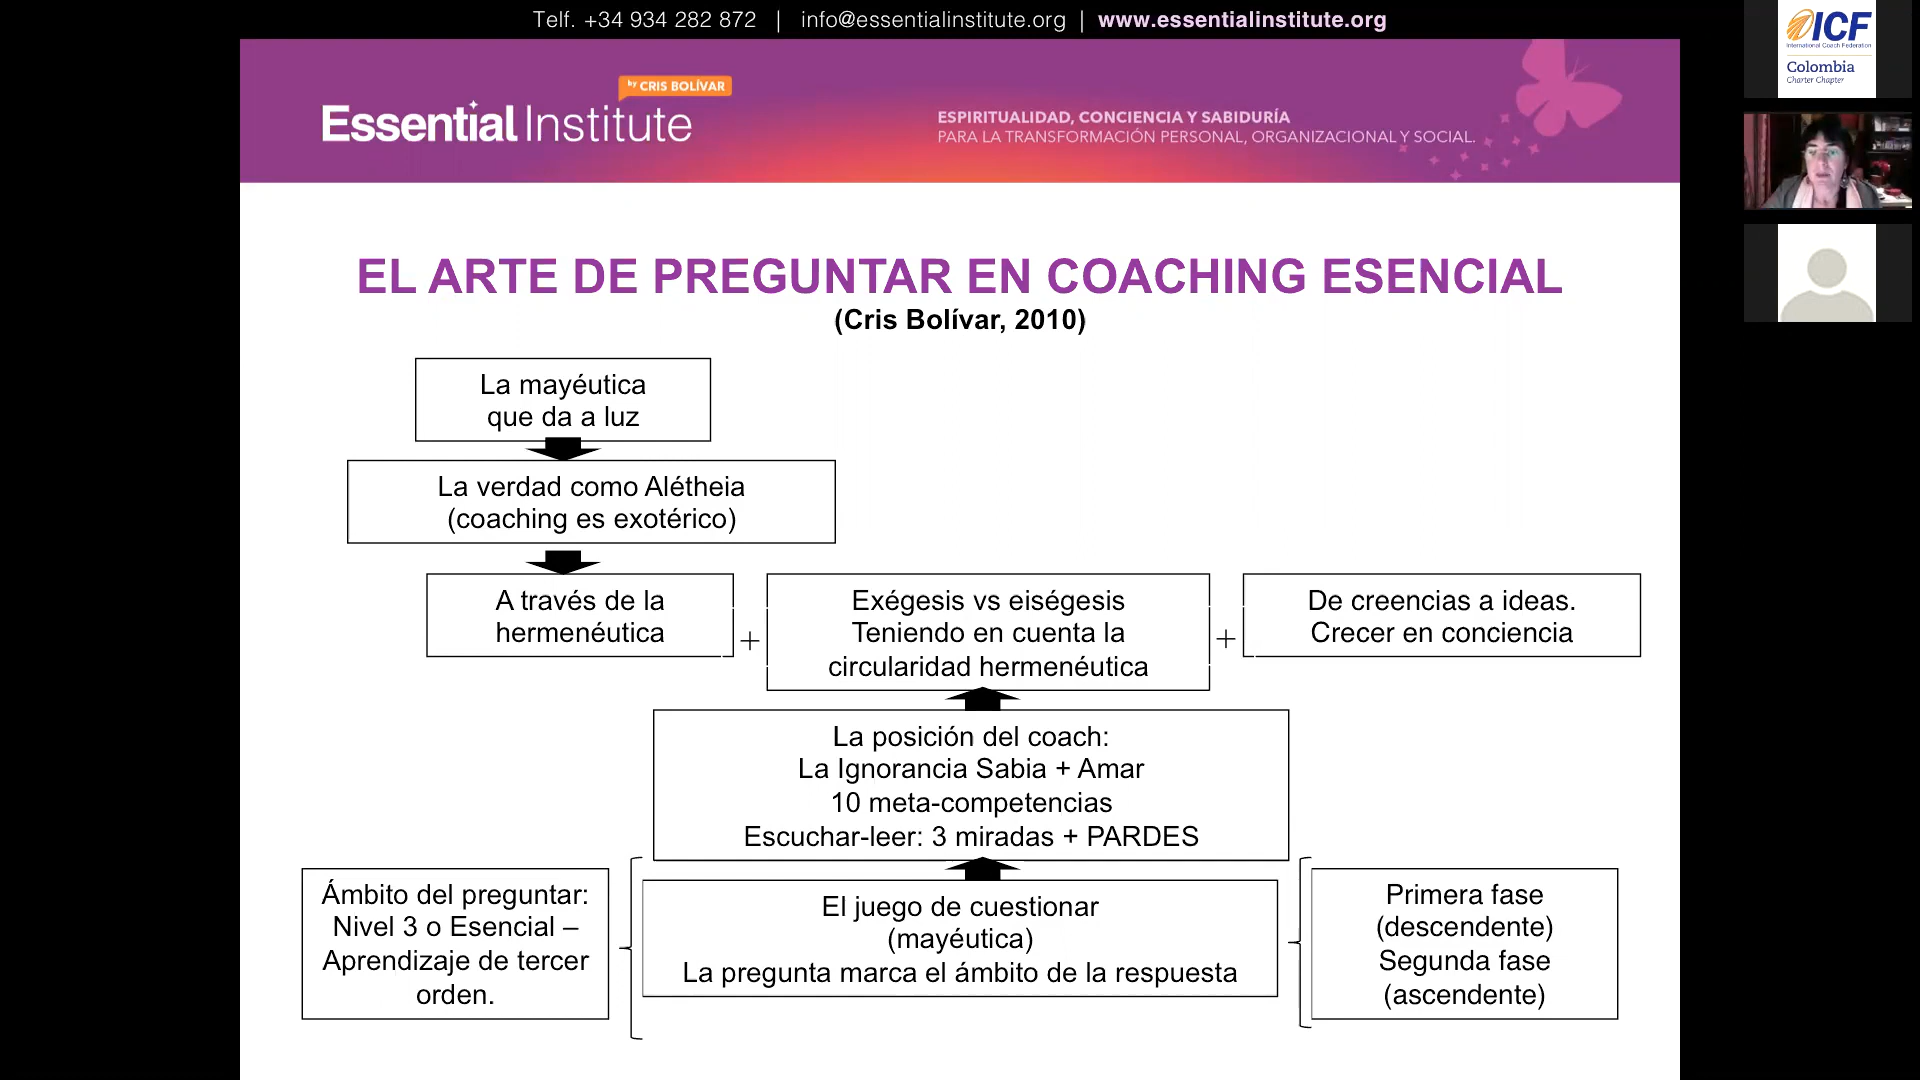 Telf. +34 934 282 872 | info@essentialinstitute.org | www.essentialinstitute.org
ICF
International Coach Federation
Colombia
Charter Chapter
by CRIS BOLÍVAR
Essential Institute
ESPIRITUALIDAD, CONCIENCIA Y SABIDURÍA
PARA LA TRANSFORMACIÓN PERSONAL, ORGANIZACIONAL Y SOCIAL.
EL ARTE DE PREGUNTAR EN COACHING ESENCIAL
(Cris Bolívar, 2010)
La mayéutica
que da a luz
La verdad como Alétheia
(coaching es exotérico)
A través de la
hermenéutica
+
Exégesis vs eiségesis
Teniendo en cuenta la
circularidad hermenéutica
+
De creencias a ideas.
Crecer en conciencia
La posición del coach:
La Ignorancia Sabia + Amar
10 meta-competencias
Escuchar-leer: 3 miradas + PARDES
Ámbito del preguntar:
Nivel 3 o Esencial –
Aprendizaje de tercer
orden.
El juego de cuestionar
(mayéutica)
La pregunta marca el ámbito de la respuesta
Primera fase
(descendente)
Segunda fase
(ascendente)